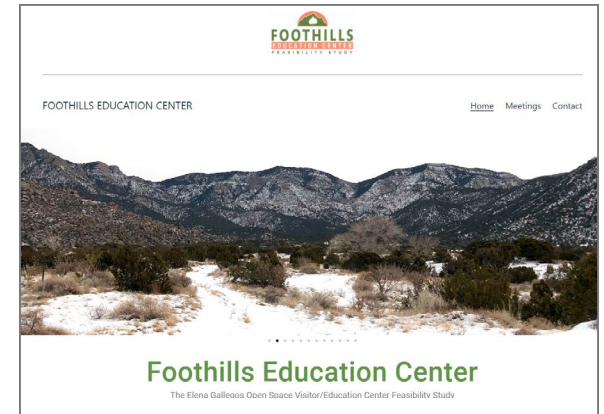 FOOTHILLS
EDUCATION CENTER
FEASIBILITY STUDY
FOOTHILLS EDUCATION CENTER
Home Meetings Contact
Foothills Education Center
The Elena Gallegos Open Space Visitor/Education Center Feasibility Study